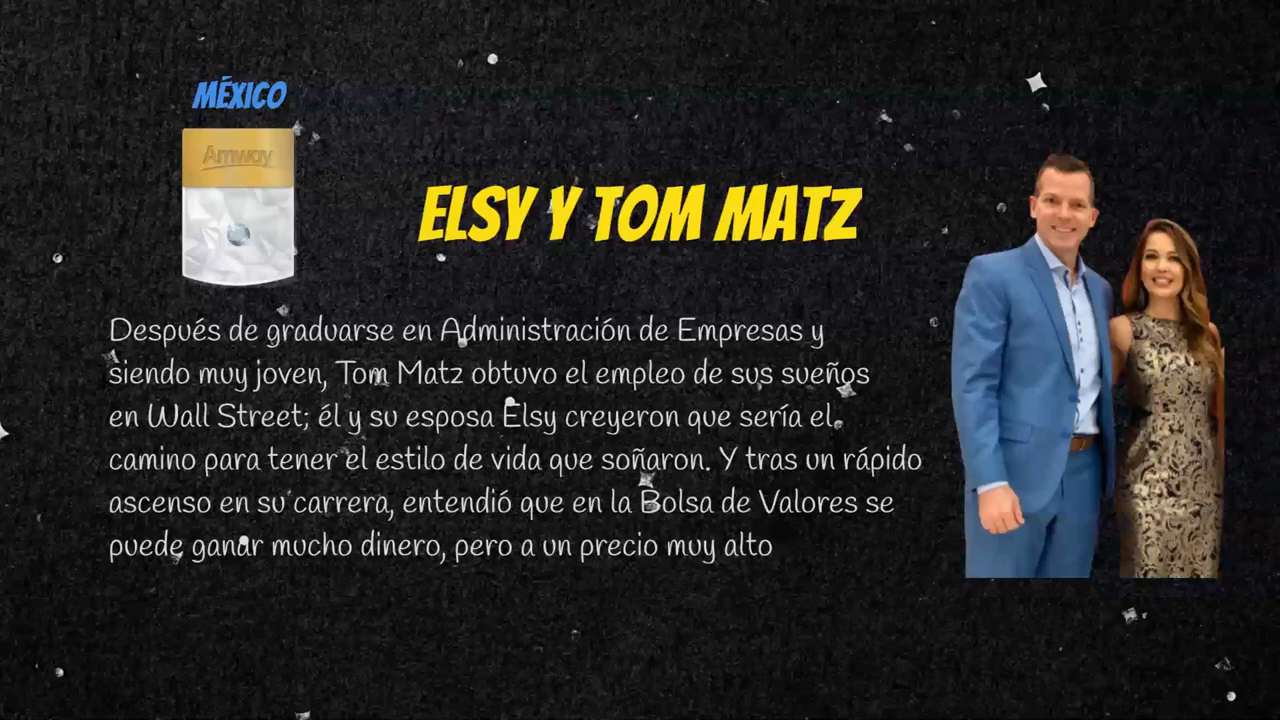 MÉXICO
Amway
ELSY Y TOM MATZ
Después de graduarse en Administración de Empresas y
siendo muy joven, Tom Matz obtuvo el empleo de sus sueños
en Wall Street; él y su esposa Elsy creyeron que sería el
camino para tener el estilo de vida que soñaron. Y tras un rápido
ascenso en su carrera, entendió que en la Bolsa de Valores se
puede ganar mucho dinero, pero a un precio muy alto